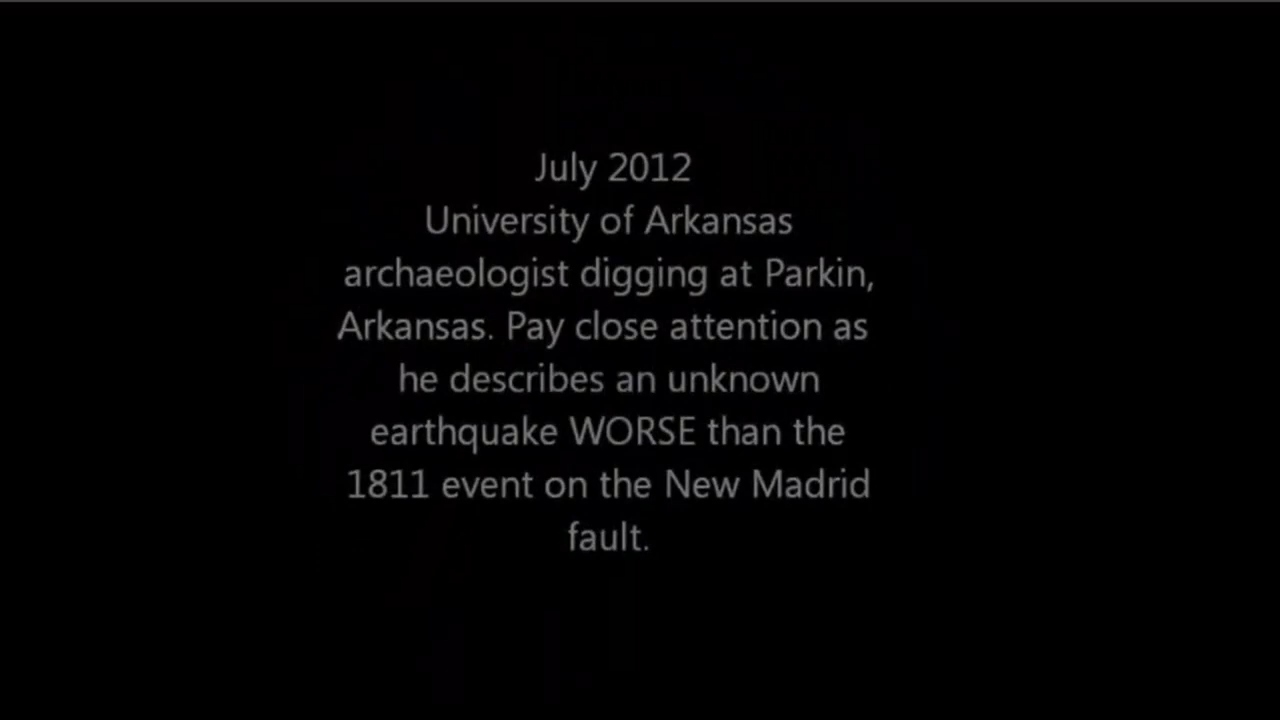 July 2012
University of Arkansas
archaeologist digging at Parkin,
Arkansas. Pay close attention as
he describes an unknown
earthquake WORSE than the
1811 event on the New Madrid
fault.